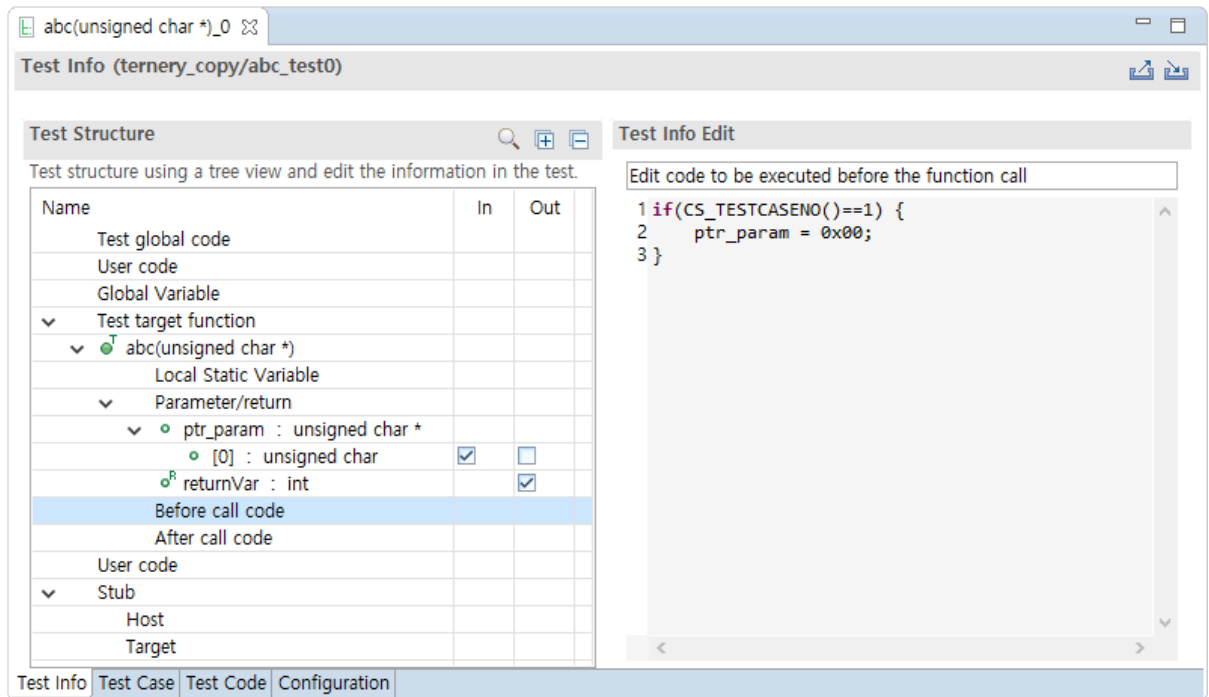 abc(unsigned char *)_0
Test Info (ternery_copy/abc_test0)
Test Structure
Test structure using a tree view and edit the information in the test.
Name In Out
Test global code
User code
Global Variable
Test target function
T abc(unsigned char *)
Local Static Variable
Parameter/return
ptr_param : unsigned char *
[0] : unsigned char
R returnVar : int
Before call code
After call code
User code
Stub
Host
Target
Test Info Edit
Edit code to be executed before the function call
1 if(CS_TESTCASENO()==1) {
2 ptr_param = 0x00;
3 }
Test Info Test Case Test Code Configuration